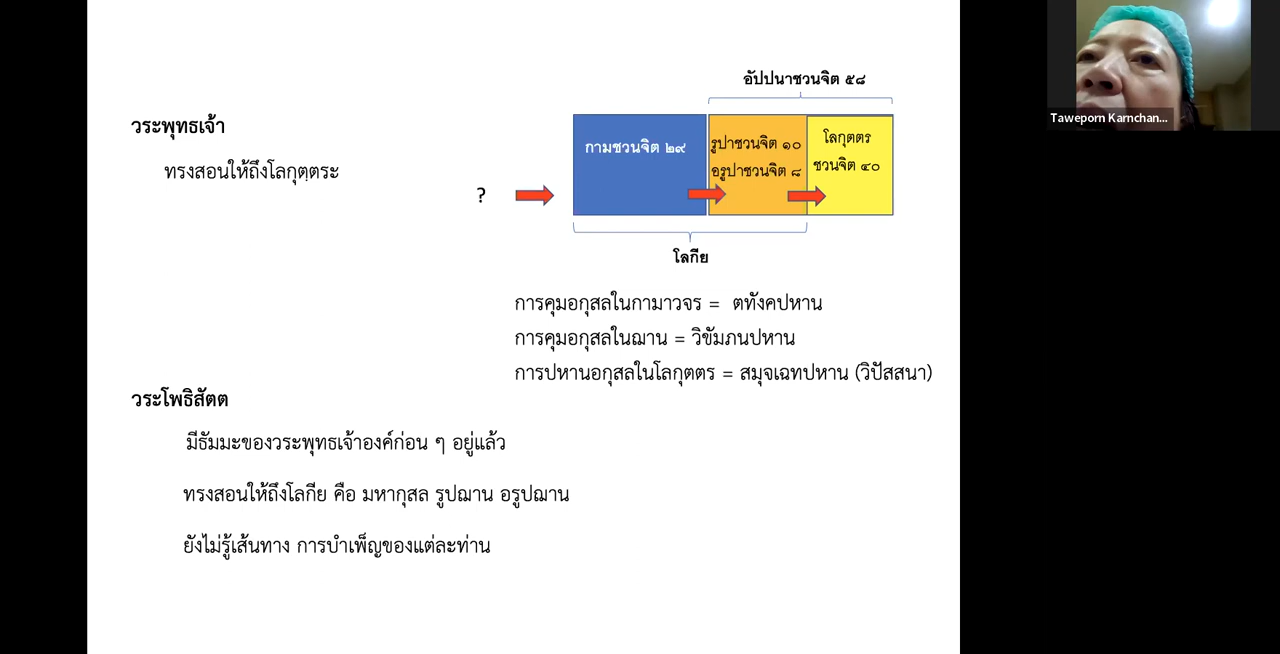 อัปปนาชวนจิต ๕๘
วระพุทธเจ้า
ทรงสอนให้ถึงโลกุตฺตระ
กามชวนจิต ๒๙
รูปาชวนจิต ๑๐
อรูปาชวนจิต ๘
โลกุตตร
ชวนจิต ๔๐
?
โลกีย
การคุมอกุสลในกามาวจร = ตทังคปหาน
การคุมอกุสลในฌาน = วิขัมภนปหาน
การปหานอกุสลในโลกุตตร = สมุจเฉทปหาน (วิปัสสนา)
วระโพธิสัตต
มีธัมมะของวระพุทธเจ้าองค์ก่อน ๆ อยู่แล้ว
ทรงสอนให้ถึงโลกีย คือ มหากุสล รูปฌาน อรูปฌาน
ยังไม่รู้เส้นทาง การบำเพ็ญของแต่ละท่าน
Taweporn Karnchan...